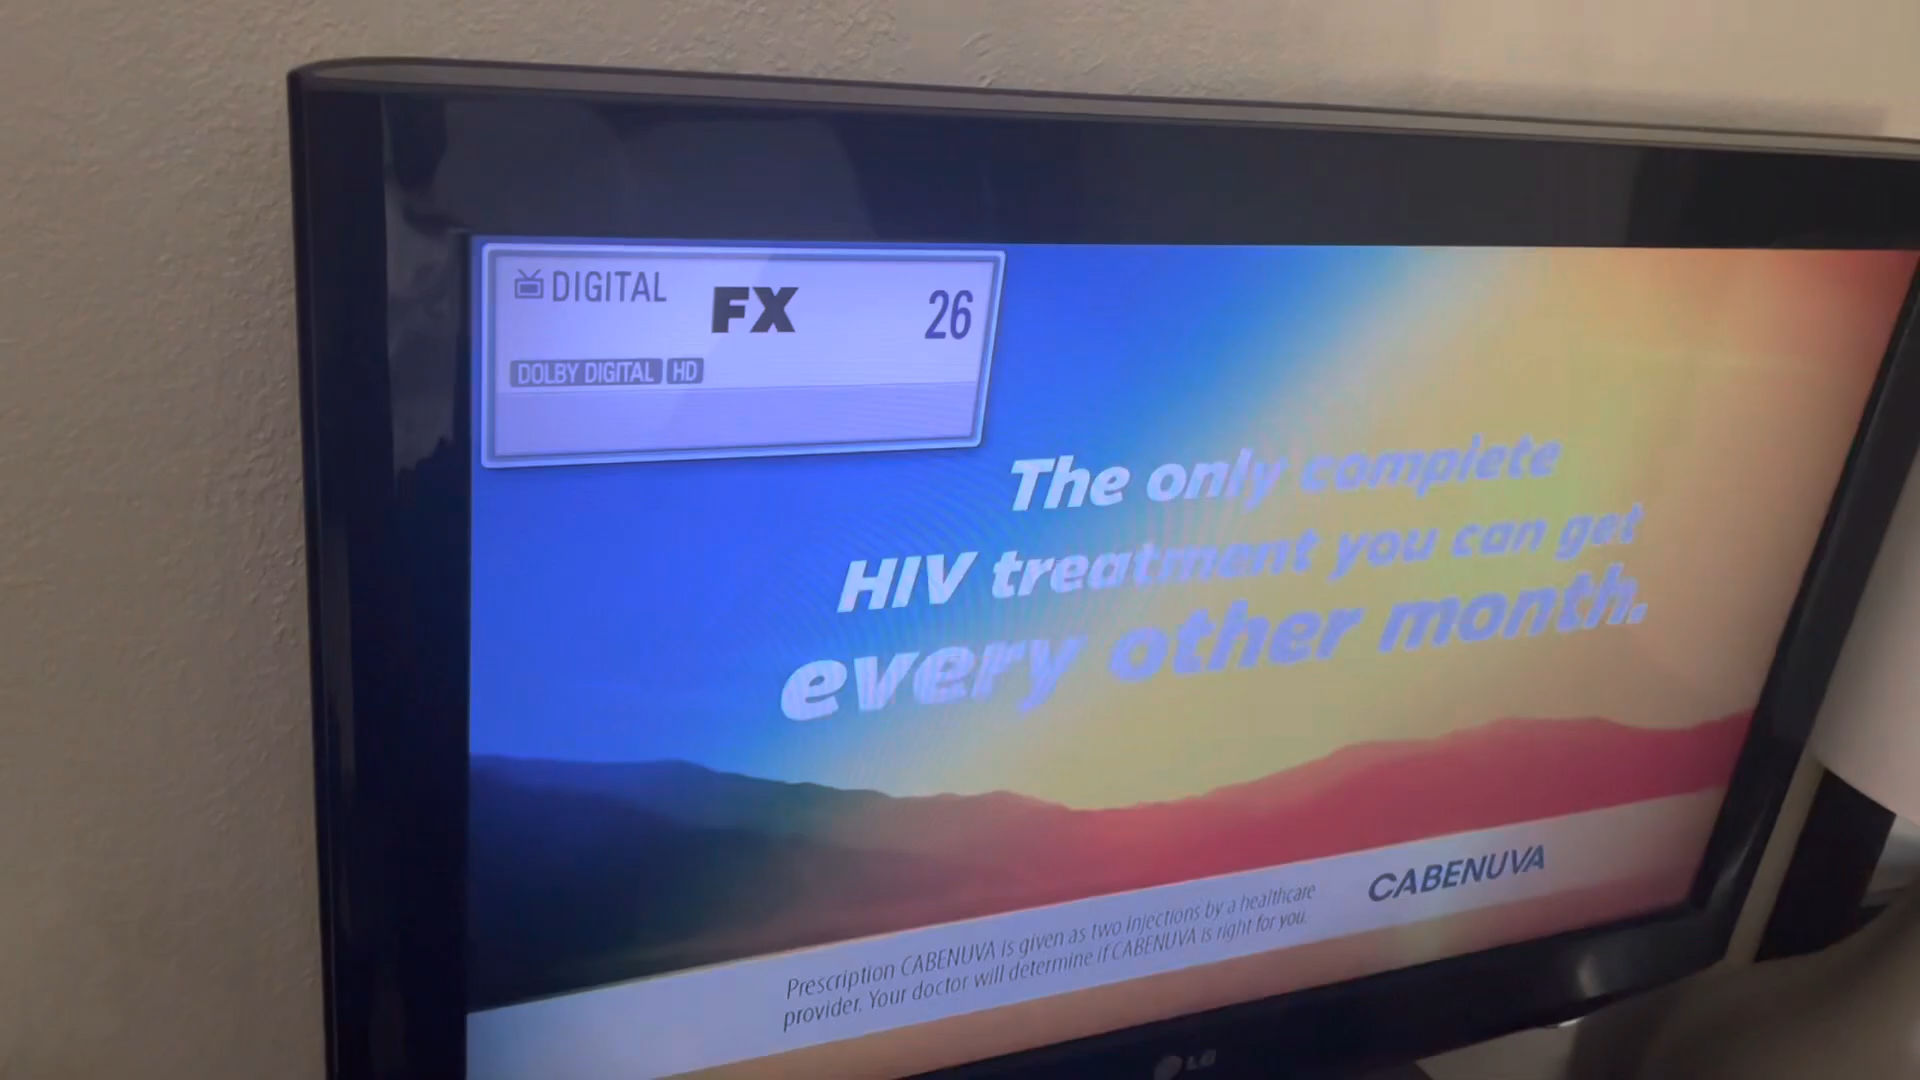 DIGITAL
FX
26
DOLBY DIGITAL HD
The only complete
HIV treatment you can get
every other month.
CABENUVA
Prescription CABENUVA is given as two injections by a healthcare
provider. Your doctor will determine if CABENUVA is right for you.
LG